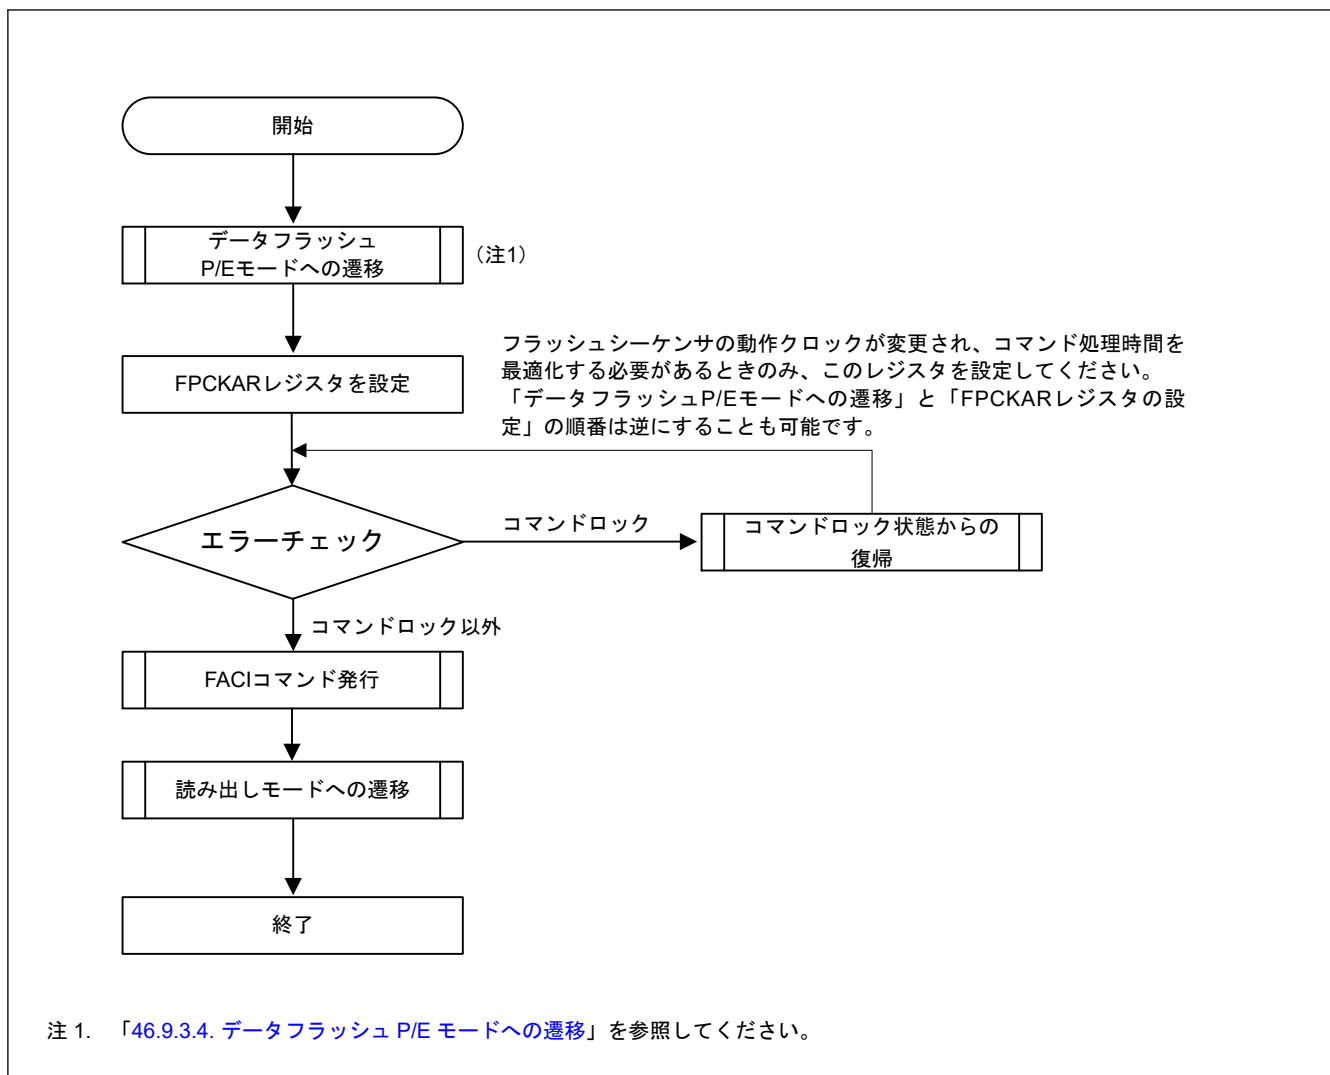 開始
データフラッシュ
P/Eモードへの遷移
（注1）
FPCKARレジスタを設定
フラッシュシーケンサの動作クロックが変更され、コマンド処理時間を
最適化する必要があるときのみ、このレジスタを設定してください。
「データフラッシュP/Eモードへの遷移」と「FPCKARレジスタの設
定」の順番は逆にすることも可能です。
エラーチェック
コマンドロック
コマンドロック状態からの
復帰
コマンドロック以外
FACIコマンド発行
読み出しモードへの遷移
終了
注 1. 「46.9.3.4. データフラッシュ P/E モードへの遷移」を参照してください。